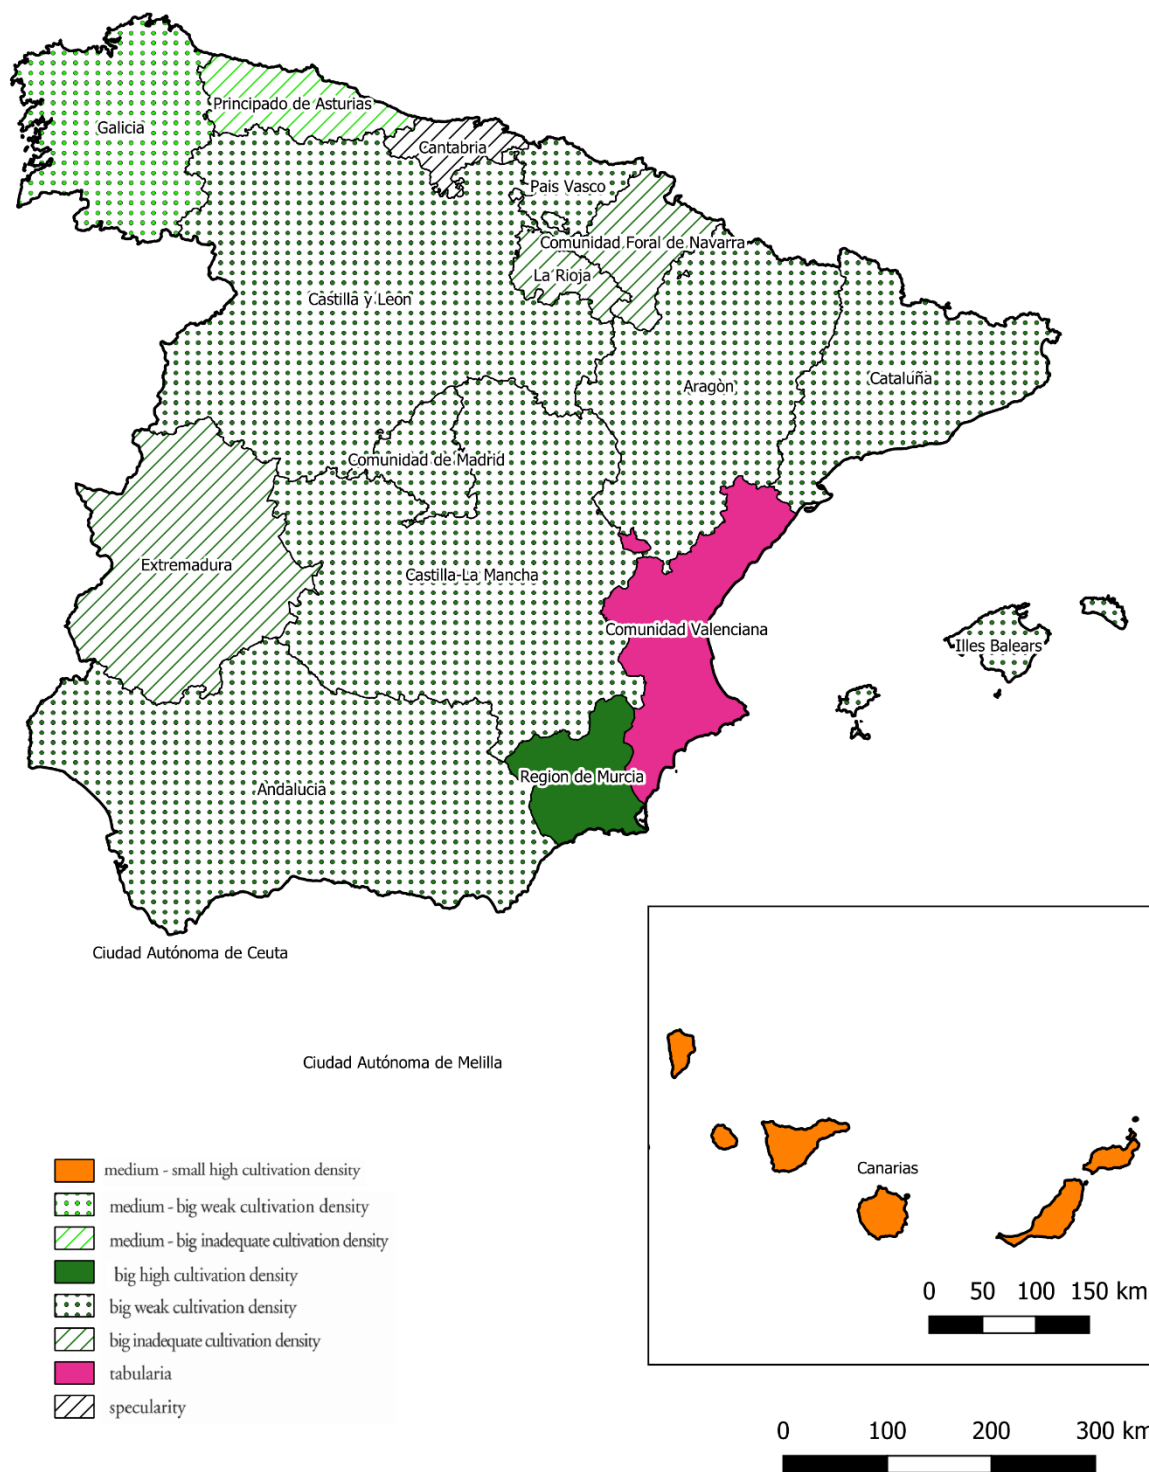 Principado de Asturias
Galicia
Cantabria
Pais Vasco
Comunidad Foral de Navarra
La Rioja
Castilla y Leon
Cataluña
Aragòn
Comunidad de Madrid
Extremadura
Castilla-La Mancha
Comunidad Valenciana
Illes Balears
Region de Murcia
Andalucia
Ciudad Autónoma de Ceuta
Ciudad Autónoma de Melilla
Canarias
0 50 100 150 km
medium - small high cultivation density
medium - big weak cultivation density
medium - big inadequate cultivation density
big high cultivation density
big weak cultivation density
big inadequate cultivation density
tabularia
specularity
0 100 200 300 km